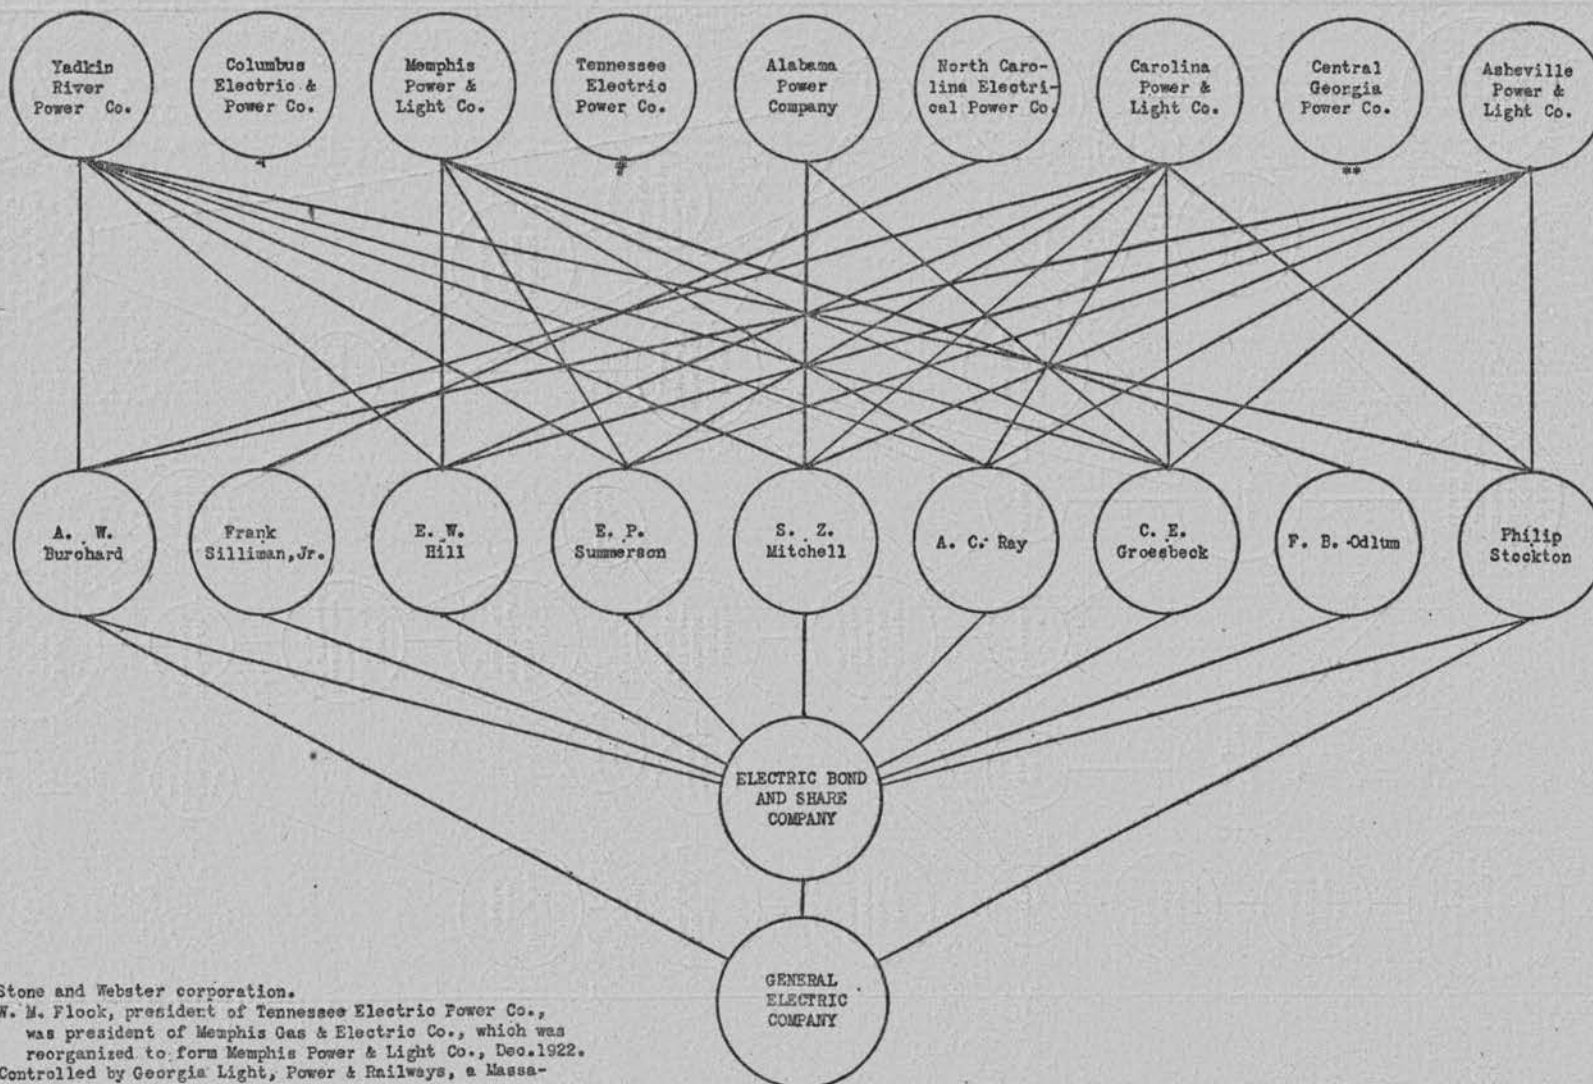 Yadkin
River
Power Co.
Columbus
Electric &
Power Co.
Memphis
Power &
Light Co.
Tennessee
Electric
Power Co.
Alabama
Power
Company
North Caro-
lina Electri-
cal Power Co.
Carolina
Power &
Light Co.
Central
Georgia
Power Co.
Asheville
Power &
Light Co.
*
#
**
A. W.
Burchard
Frank
Silliman, Jr.
E. W.
Hill
E. P.
Summerson
S. Z.
Mitchell
A. C. Ray
C. E.
Groesbeck
F. B. Odlum
Philip
Stockton
ELECTRIC BOND
AND SHARE
COMPANY
GENERAL
ELECTRIC
COMPANY
Stone and Webster corporation.
W. M. Flook, president of Tennessee Electric Power Co.,
was president of Memphis Gas & Electric Co., which was
reorganized to form Memphis Power & Light Co., Dec.1922.
Controlled by Georgia Light, Power & Railways, a Massa-